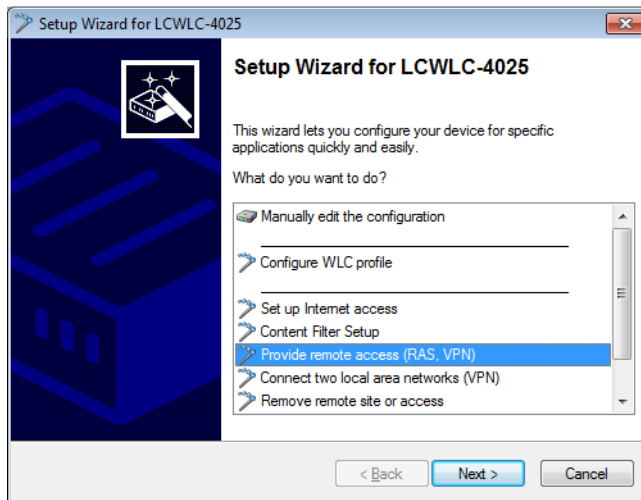 Setup Wizard for LCWLC-4025
Setup Wizard for LCWLC-4025
This wizard lets you configure your device for specific
applications quickly and easily.
What do you want to do?
Manually edit the configuration
Configure WLC profile
Set up Internet access
Content Filter Setup
Provide remote access (RAS, VPN)
Connect two local area networks (VPN)
Remove remote site or access
< Back
Next >
Cancel